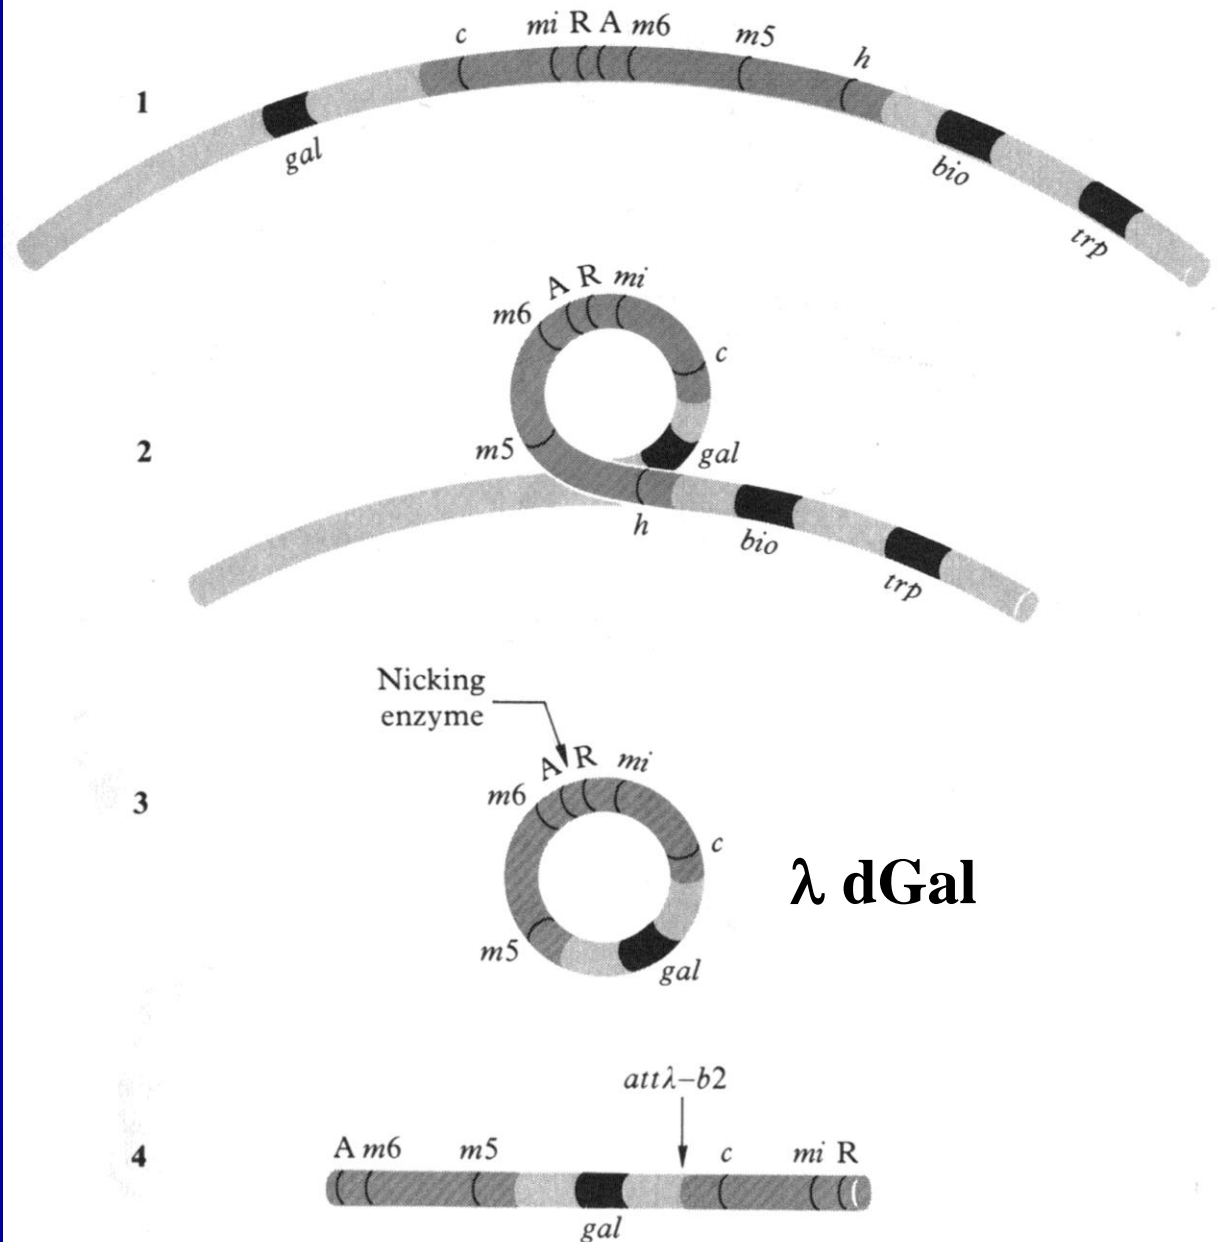 c mi R A m6 m5 h
1
gal bio trp
A R mi
m6
c
2
m5 gal
h bio trp
Nicking
enzyme
A R mi
m6
3
c
λ dGal
m5
gal
attλ–b2
4
A m6 m5 c mi R
gal